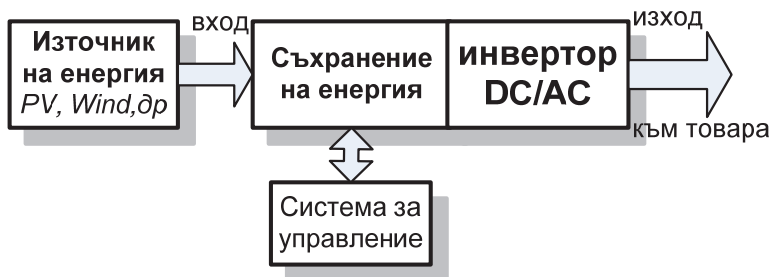 Източник
на енергия
PV, Wind,др
вход
Съхранение
на енергия
инвертор
DC/AC
изход
към товара
Система за
управление